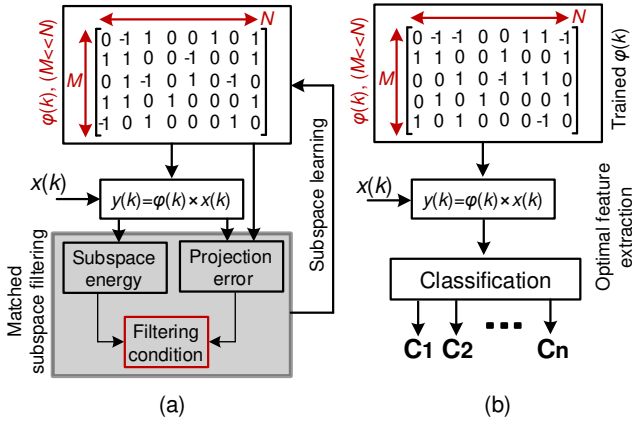 N
φ(k), (M<<N)
M
0 -1 1 0 0 1 0 1
1 1 0 0 -1 0 0 1
0 1 -1 0 1 0 -1 0
1 1 0 1 0 0 0 1
-1 0 1 0 0 0 1 0
x(k)
y(k)=φ(k)×x(k)
Subspace learning
Matched
subspace filtering
Subspace
energy
Projection
error
Filtering
condition
(a)
N
φ(k), (M<<N)
M
0 -1 -1 0 0 1 1 -1
1 1 0 0 1 0 0 1
0 0 -1 0 1 0 1 0
0 1 0 1 0 0 0 1
1 0 1 0 0 0 -1 0
Trained φ(k)
x(k)
y(k)=φ(k)×x(k)
Optimal feature
extraction
Classification
C1 C2 ... Cn
(b)